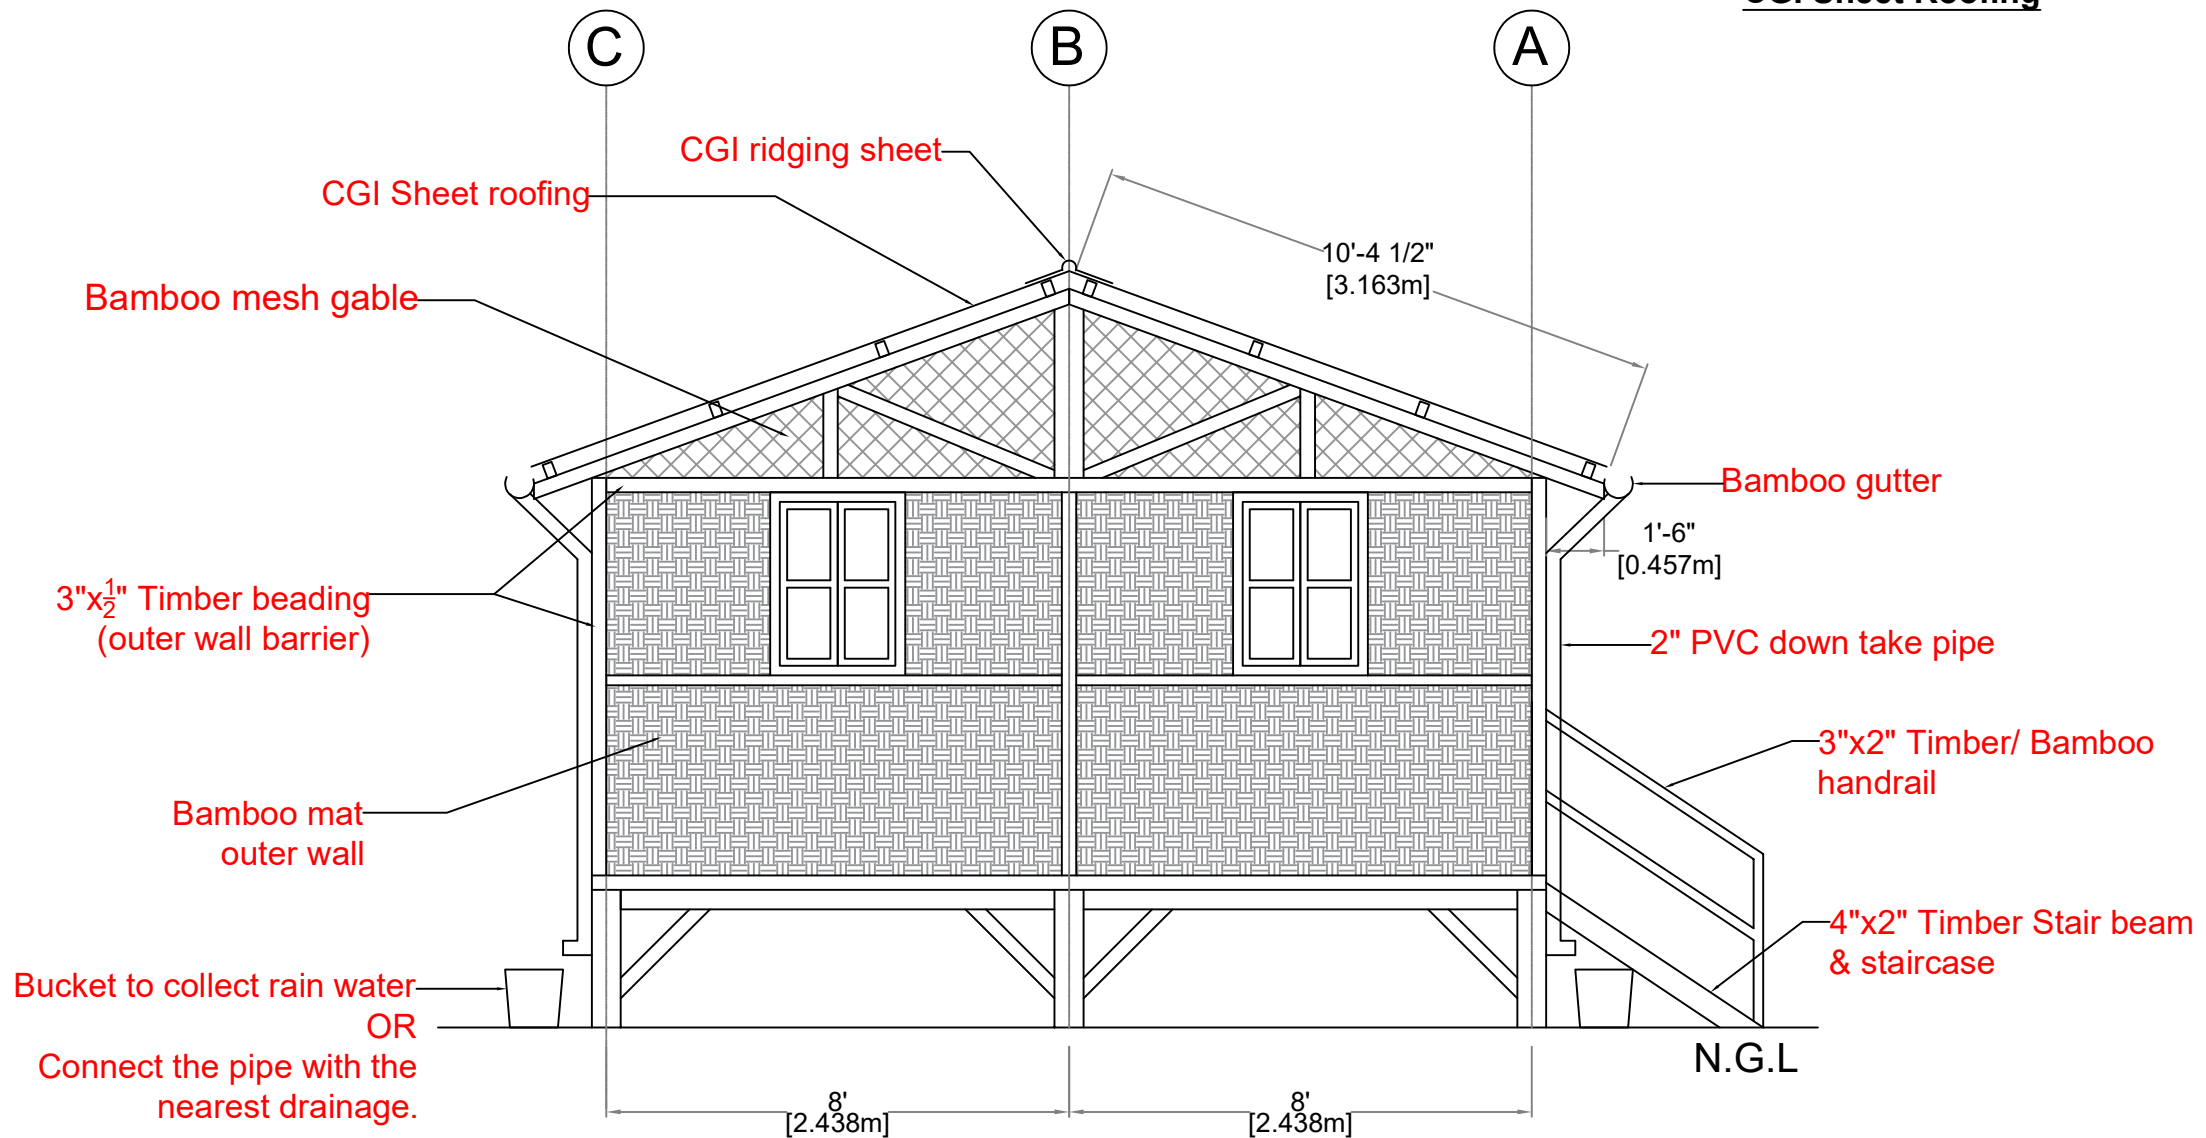 CGI Sheet Roofing
C
B
A
CGI ridging sheet
CGI Sheet roofing
10'-4 1/2"
[3.163m]
Bamboo mesh gable
Bamboo gutter
1'-6"
[0.457m]
3"x1/2" Timber beading
(outer wall barrier)
2" PVC down take pipe
3"x2" Timber/ Bamboo
handrail
Bamboo mat
outer wall
4"x2" Timber Stair beam
& staircase
Bucket to collect rain water
OR
Connect the pipe with the
nearest drainage.
N.G.L
8'
[2.438m]
8'
[2.438m]